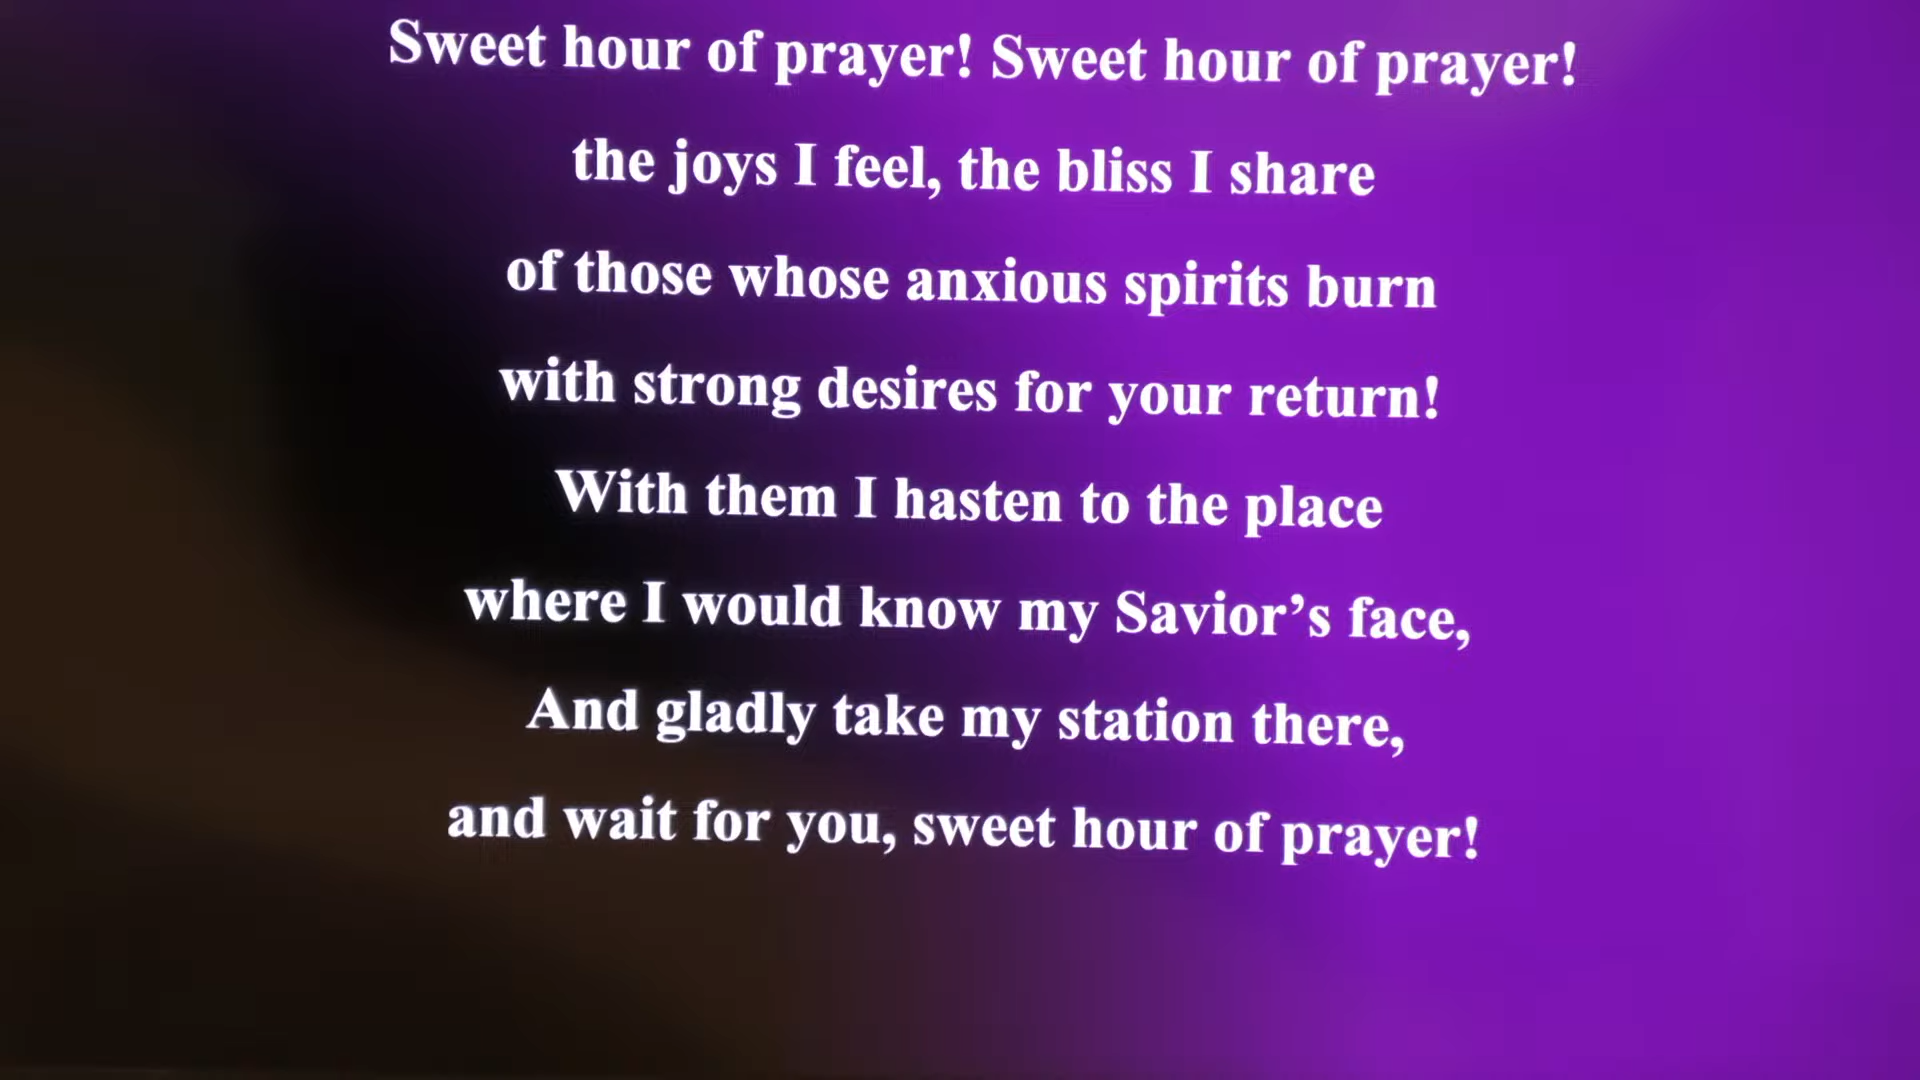 Sweet hour of prayer! Sweet hour of prayer!
the joys I feel, the bliss I share
of those whose anxious spirits burn
with strong desires for your return!
With them I hasten to the place
where I would know my Savior’s face,
And gladly take my station there,
and wait for you, sweet hour of prayer!